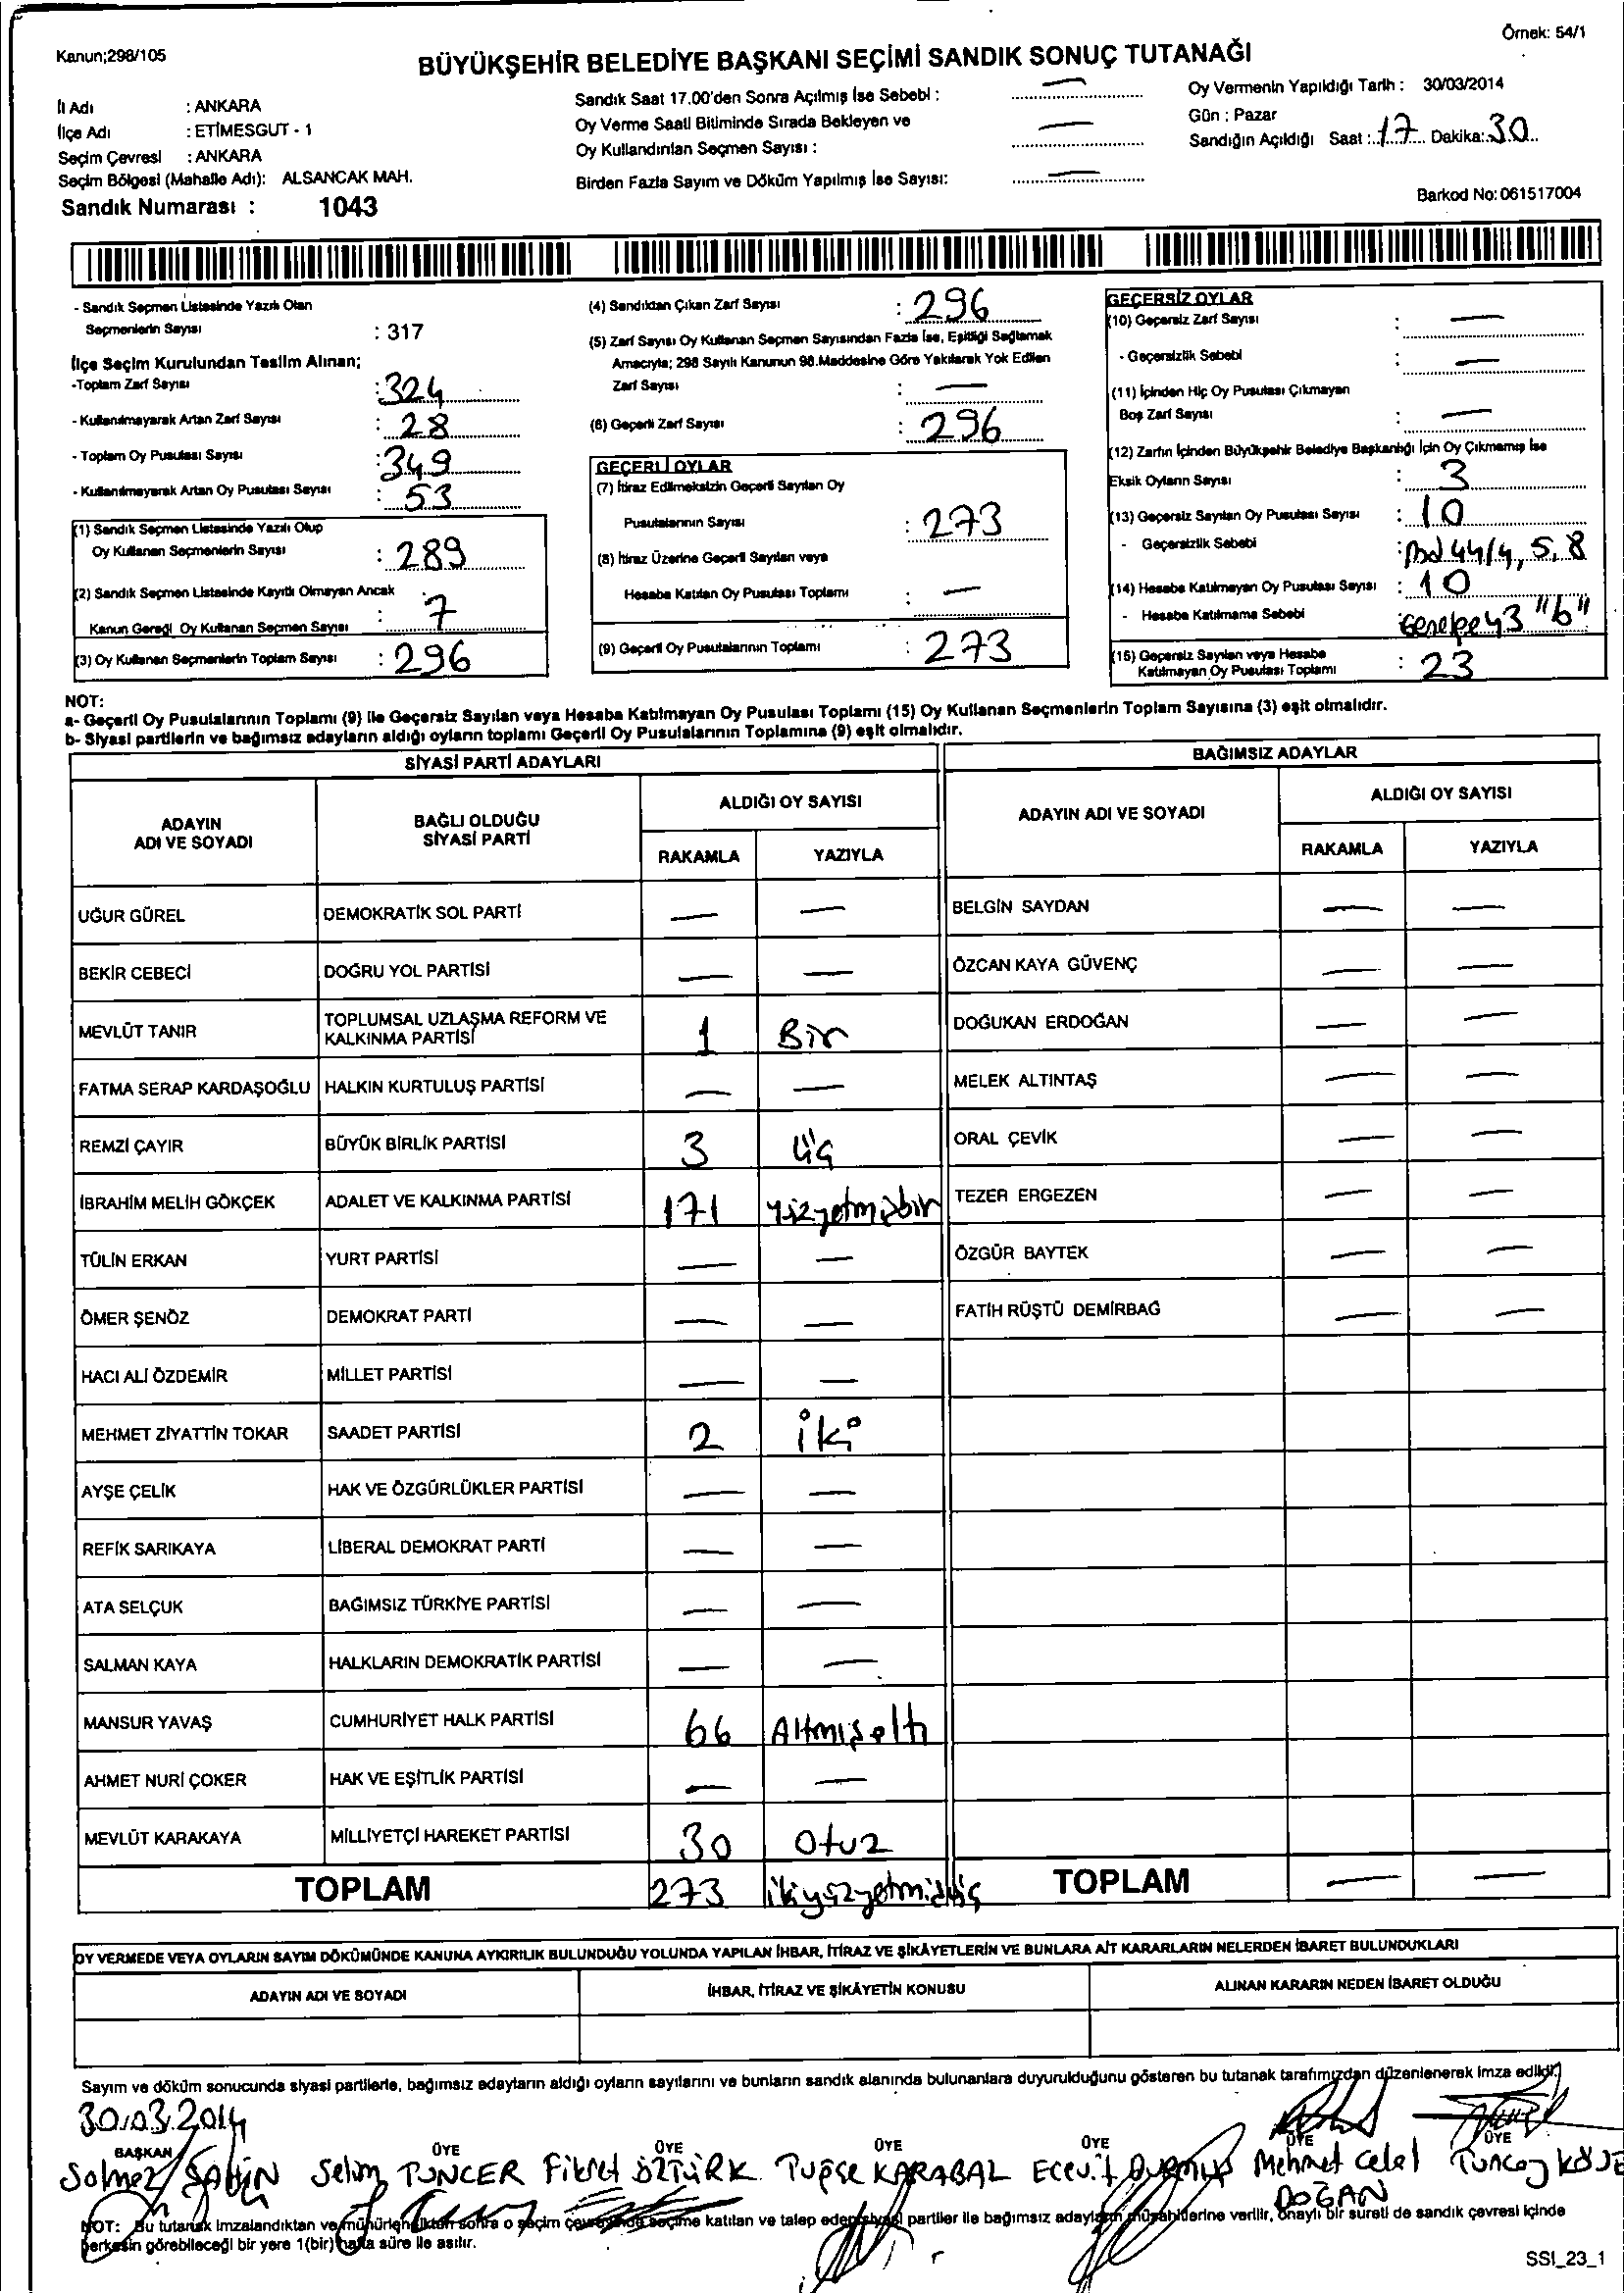 Örnek: 54/1
Kanun;298/105
BÜYÜKŞEHİR BELEDİYE BAŞKANI SEÇİMİ SANDIK SONUÇ TUTANAĞI
İl Adı : ANKARA
İlçe Adı : ETİMESGUT - 1
Seçim Çevresi : ANKARA
Seçim Bölgesi (Mahalle Adı): ALSANCAK MAH.
Sandık Numarası : 1043
Sandık Saat 17.00'den Sonra Açılmış İse Sebebi : —
Oy Verme Saati Bitiminde Sırada Bekleyen ve
Oy Kullandırılan Seçmen Sayısı : —
Birden Fazla Sayım ve Döküm Yapılmış İse Sayısı: —
Oy Vermenin Yapıldığı Tarih : 30/03/2014
Gün : Pazar
Sandığın Açıldığı Saat : 17 Dakika: 30
Barkod No: 061517004
- Sandık Seçmen Listesinde Yazılı Olan
Seçmenlerin Sayısı : 317
İlçe Seçim Kurulundan Teslim Alınan;
-Toplam Zarf Sayısı : 324
- Kullanılmayarak Artan Zarf Sayısı : 28
- Toplam Oy Pusulası Sayısı : 349
- Kullanılmayarak Artan Oy Pusulası Sayısı : 53
(1) Sandık Seçmen Listesinde Yazılı Olup
Oy Kullanan Seçmenlerin Sayısı : 289
(2) Sandık Seçmen Listesinde Kayıtlı Olmayan Ancak
Kanun Gereği Oy Kullanan Seçmen Sayısı : 7
(3) Oy Kullanan Seçmenlerin Toplam Sayısı : 296
(4) Sandıktan Çıkan Zarf Sayısı : 296
(5) Zarf Sayısı Oy Kullanan Seçmen Sayısından Fazla İse, Eşitliği Sağlamak
Amacıyla; 298 Sayılı Kanunun 98.Maddesine Göre Yakılarak Yok Edilen
Zarf Sayısı : —
(6) Geçerli Zarf Sayısı : 296
GEÇERLİ OYLAR
(7) İtiraz Edilmeksizin Geçerli Sayılan Oy
Pusulalarının Sayısı : 273
(8) İtiraz Üzerine Geçerli Sayılan veya
Hesaba Katılan Oy Pusulası Toplamı : —
(9) Geçerli Oy Pusulalarının Toplamı : 273
GEÇERSİZ OYLAR
(10) Geçersiz Zarf Sayısı : —
- Geçersizlik Sebebi : —
(11) İçinden Hiç Oy Pusulası Çıkmayan
Boş Zarf Sayısı : —
(12) Zarfın İçinden Büyükşehir Belediye Başkanlığı İçin Oy Çıkmamış İse
Eksik Oyların Sayısı : 3
(13) Geçersiz Sayılan Oy Pusulası Sayısı : 10
- Geçersizlik Sebebi : Md 44/4, 5, 8
(14) Hesaba Katılmayan Oy Pusulası Sayısı : 10
- Hesaba Katılmama Sebebi : Genelge 43 "b"
(15) Geçersiz Sayılan veya Hesaba
Katılmayan Oy Pusulası Toplamı : 23
NOT:
a- Geçerli Oy Pusulalarının Toplamı (9) ile Geçersiz Sayılan veya Hesaba Katılmayan Oy Pusulası Toplamı (15) Oy Kullanan Seçmenlerin Toplam Sayısına (3) eşit olmalıdır.
b- Siyasi partilerin ve bağımsız adayların aldığı oyların toplamı Geçerli Oy Pusulalarının Toplamına (9) eşit olmalıdır.
SİYASİ PARTİ ADAYLARI
ADAYIN ADI VE SOYADI BAĞLI OLDUĞU SİYASİ PARTİ ALDIĞI OY SAYISI
RAKAMLA YAZIYLA
UĞUR GÜREL DEMOKRATİK SOL PARTİ — —
BEKİR CEBECİ DOĞRU YOL PARTİSİ — —
MEVLÜT TANIR TOPLUMSAL UZLAŞMA REFORM VE KALKINMA PARTİSİ 1 Bir
FATMA SERAP KARDAŞOĞLU HALKIN KURTULUŞ PARTİSİ — —
REMZİ ÇAYIR BÜYÜK BİRLİK PARTİSİ 3 Üç
İBRAHİM MELİH GÖKÇEK ADALET VE KALKINMA PARTİSİ 171 yüzyetmişbir
TÜLİN ERKAN YURT PARTİSİ — —
ÖMER ŞENÖZ DEMOKRAT PARTİ — —
HACI ALİ ÖZDEMİR MİLLET PARTİSİ — —
MEHMET ZİYATTİN TOKAR SAADET PARTİSİ 2 iki
AYŞE ÇELİK HAK VE ÖZGÜRLÜKLER PARTİSİ — —
REFİK SARIKAYA LİBERAL DEMOKRAT PARTİ — —
ATA SELÇUK BAĞIMSIZ TÜRKİYE PARTİSİ — —
SALMAN KAYA HALKLARIN DEMOKRATİK PARTİSİ — —
MANSUR YAVAŞ CUMHURİYET HALK PARTİSİ 66 Altmışaltı
AHMET NURİ ÇOKER HAK VE EŞİTLİK PARTİSİ — —
MEVLÜT KARAKAYA MİLLİYETÇİ HAREKET PARTİSİ 30 Otuz
TOPLAM 273 ikiyüzyetmişüç
BAĞIMSIZ ADAYLAR
ADAYIN ADI VE SOYADI ALDIĞI OY SAYISI
RAKAMLA YAZIYLA
BELGİN SAYDAN — —
ÖZCAN KAYA GÜVENÇ — —
DOĞUKAN ERDOĞAN — —
MELEK ALTINTAŞ — —
ORAL ÇEVİK — —
TEZER ERGEZEN — —
ÖZGÜR BAYTEK — —
FATİH RÜŞTÜ DEMİRBAĞ — —
TOPLAM — —
OY VERMEDE VEYA OYLARIN SAYIM DÖKÜMÜNDE KANUNA AYKIRILIK BULUNDUĞU YOLUNDA YAPILAN İHBAR, İTİRAZ VE ŞİKÂYETLERİN VE BUNLARA AİT KARARLARIN NELERDEN İBARET BULUNDUKLARI
ADAYIN ADI VE SOYADI İHBAR, İTİRAZ VE ŞİKÂYETİN KONUSU ALINAN KARARIN NEDEN İBARET OLDUĞU
Sayım ve döküm sonucunda siyasi partilerle, bağımsız adayların aldığı oyların sayılarını ve bunların sandık alanında bulunanlara duyurulduğunu gösteren bu tutanak tarafımızdan düzenlenerek imza edildi.
30.03.2014
BAŞKAN ÜYE ÜYE ÜYE ÜYE ÜYE ÜYE
Solmaz ŞAHİN Selim TUNCER Fikret ÖZTÜRK Tuğçe KARABAL Ecevit Mehmet Celal DOĞAN Tuncay
NOT: Bu tutanak imzalandıktan ve mühürlendikten sonra o seçim çevresinde seçime katılan ve talep eden siyasi partiler ile bağımsız adayların müşahitlerine verilir, onaylı bir sureti de sandık çevresi içinde
herkesin görebileceği bir yere 1(bir) hafta süre ile asılır.
SSI_23_1